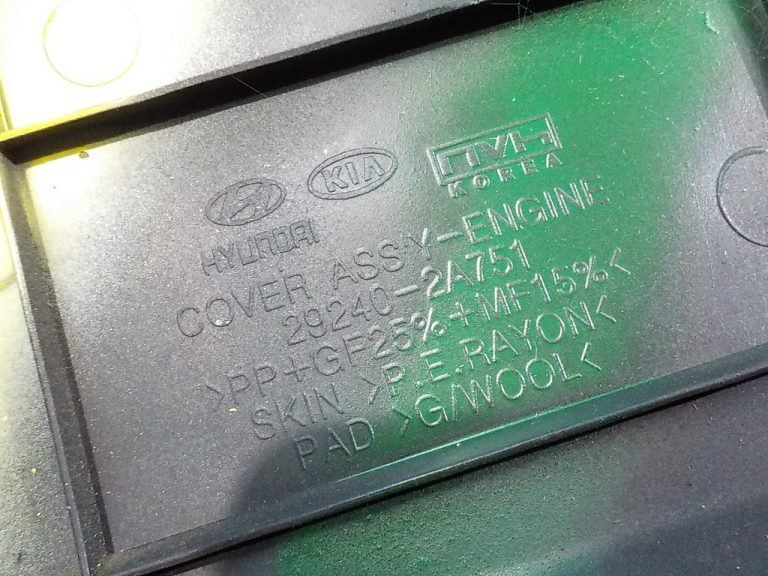 HYUNDAI
KIA
NVH
KOREA
COVER ASS'Y-ENGINE
29240-2A751
>PP+GF25%+MF15%<
SKIN >P.E.RAYON<
PAD >G/WOOL<